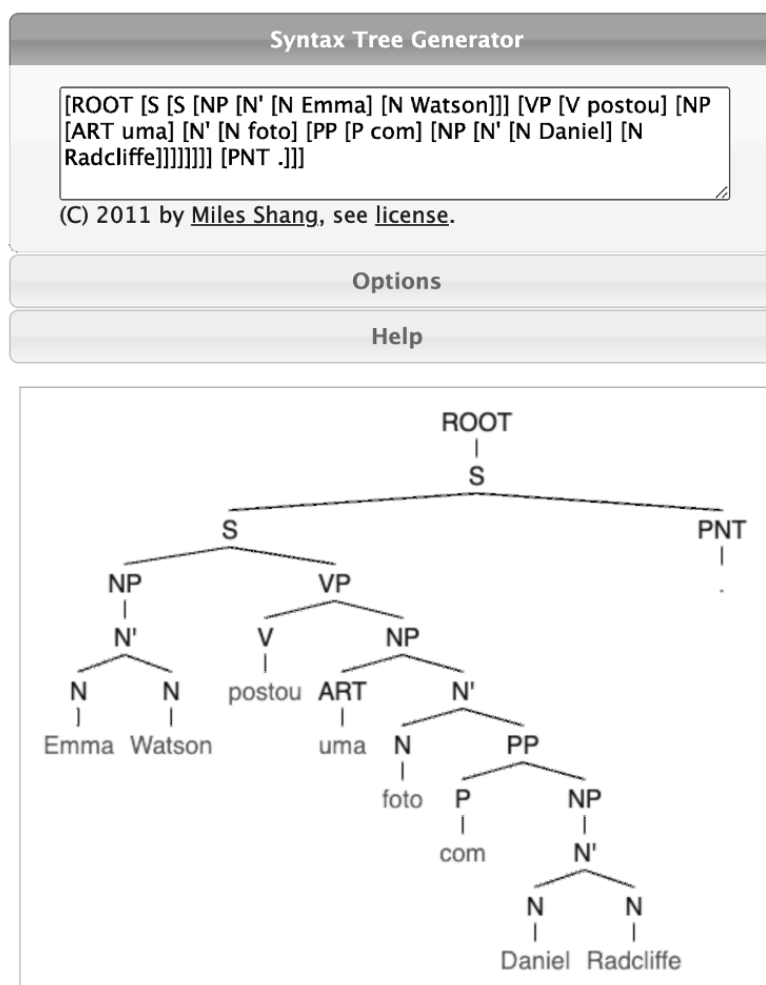 Syntax Tree Generator
[ROOT [S [S [NP [N' [N Emma] [N Watson]]] [VP [V postou] [NP
[ART uma] [N' [N foto] [PP [P com] [NP [N' [N Daniel] [N
Radcliffe]]]]]]]] [PNT .]]]
(C) 2011 by Miles Shang, see license.
Options
Help
ROOT
S
S PNT
NP VP .
N' V NP
N N postou ART N'
Emma Watson uma N PP
foto P NP
com N'
N N
Daniel Radcliffe